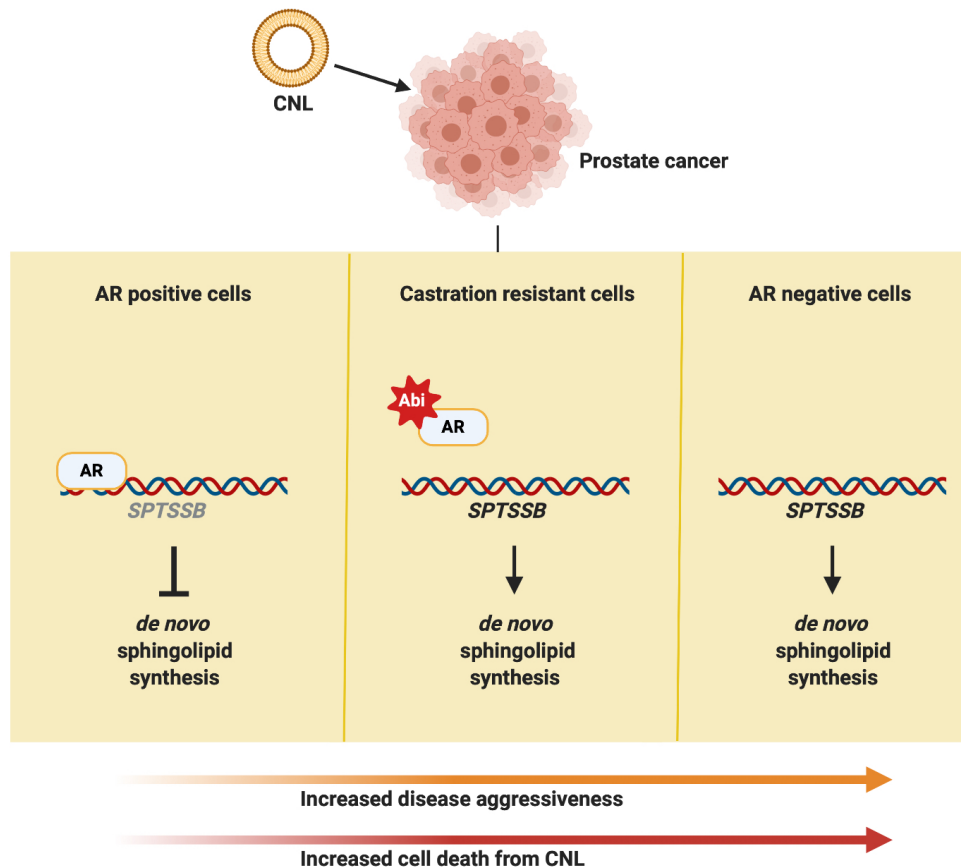 CNL
Prostate cancer
AR positive cells
Castration resistant cells
AR negative cells
Abi
AR
AR
SPTSSB
SPTSSB
SPTSSB
de novo
sphingolipid
synthesis
de novo
sphingolipid
synthesis
de novo
sphingolipid
synthesis
Increased disease aggressiveness
Increased cell death from CNL